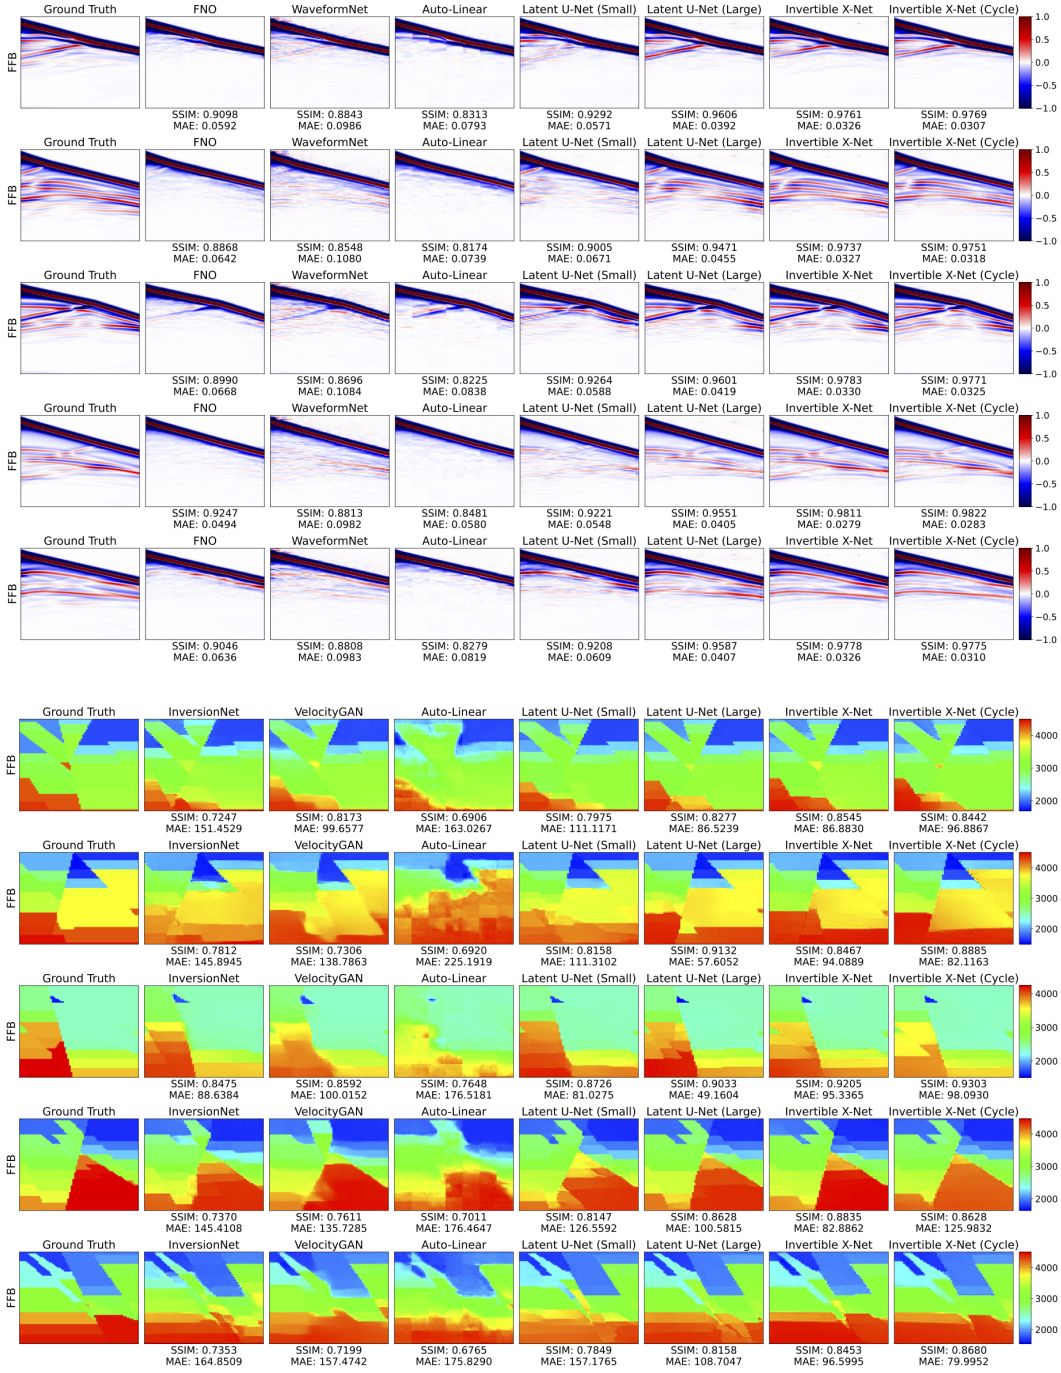 Ground Truth FNO WaveformNet Auto-Linear Latent U-Net (Small) Latent U-Net (Large) Invertible X-Net Invertible X-Net (Cycle)
FFB
1.0
0.5
0.0
−0.5
−1.0
SSIM: 0.9098 SSIM: 0.8843 SSIM: 0.8313 SSIM: 0.9292 SSIM: 0.9606 SSIM: 0.9761 SSIM: 0.9769
MAE: 0.0592 MAE: 0.0986 MAE: 0.0793 MAE: 0.0571 MAE: 0.0392 MAE: 0.0326 MAE: 0.0307
Ground Truth FNO WaveformNet Auto-Linear Latent U-Net (Small) Latent U-Net (Large) Invertible X-Net Invertible X-Net (Cycle)
FFB
1.0
0.5
0.0
−0.5
−1.0
SSIM: 0.8868 SSIM: 0.8548 SSIM: 0.8174 SSIM: 0.9005 SSIM: 0.9471 SSIM: 0.9737 SSIM: 0.9751
MAE: 0.0642 MAE: 0.1080 MAE: 0.0739 MAE: 0.0671 MAE: 0.0455 MAE: 0.0327 MAE: 0.0318
Ground Truth FNO WaveformNet Auto-Linear Latent U-Net (Small) Latent U-Net (Large) Invertible X-Net Invertible X-Net (Cycle)
FFB
1.0
0.5
0.0
−0.5
−1.0
SSIM: 0.8990 SSIM: 0.8696 SSIM: 0.8225 SSIM: 0.9264 SSIM: 0.9601 SSIM: 0.9783 SSIM: 0.9771
MAE: 0.0668 MAE: 0.1084 MAE: 0.0838 MAE: 0.0588 MAE: 0.0419 MAE: 0.0330 MAE: 0.0325
Ground Truth FNO WaveformNet Auto-Linear Latent U-Net (Small) Latent U-Net (Large) Invertible X-Net Invertible X-Net (Cycle)
FFB
1.0
0.5
0.0
−0.5
−1.0
SSIM: 0.9247 SSIM: 0.8813 SSIM: 0.8481 SSIM: 0.9221 SSIM: 0.9551 SSIM: 0.9811 SSIM: 0.9822
MAE: 0.0494 MAE: 0.0982 MAE: 0.0580 MAE: 0.0548 MAE: 0.0405 MAE: 0.0279 MAE: 0.0283
Ground Truth FNO WaveformNet Auto-Linear Latent U-Net (Small) Latent U-Net (Large) Invertible X-Net Invertible X-Net (Cycle)
FFB
1.0
0.5
0.0
−0.5
−1.0
SSIM: 0.9046 SSIM: 0.8808 SSIM: 0.8279 SSIM: 0.9208 SSIM: 0.9587 SSIM: 0.9778 SSIM: 0.9775
MAE: 0.0636 MAE: 0.0983 MAE: 0.0819 MAE: 0.0609 MAE: 0.0407 MAE: 0.0326 MAE: 0.0310
Ground Truth InversionNet VelocityGAN Auto-Linear Latent U-Net (Small) Latent U-Net (Large) Invertible X-Net Invertible X-Net (Cycle)
FFB
4000
3000
2000
SSIM: 0.7247 SSIM: 0.8173 SSIM: 0.6906 SSIM: 0.7975 SSIM: 0.8277 SSIM: 0.8545 SSIM: 0.8442
MAE: 151.4529 MAE: 99.6577 MAE: 163.0267 MAE: 111.1171 MAE: 86.5239 MAE: 86.8830 MAE: 96.8867
Ground Truth InversionNet VelocityGAN Auto-Linear Latent U-Net (Small) Latent U-Net (Large) Invertible X-Net Invertible X-Net (Cycle)
FFB
4000
3000
2000
SSIM: 0.7812 SSIM: 0.7306 SSIM: 0.6920 SSIM: 0.8158 SSIM: 0.9132 SSIM: 0.8467 SSIM: 0.8885
MAE: 145.8945 MAE: 138.7863 MAE: 225.1919 MAE: 111.3102 MAE: 57.6052 MAE: 94.0889 MAE: 82.1163
Ground Truth InversionNet VelocityGAN Auto-Linear Latent U-Net (Small) Latent U-Net (Large) Invertible X-Net Invertible X-Net (Cycle)
FFB
4000
3000
2000
SSIM: 0.8475 SSIM: 0.8592 SSIM: 0.7648 SSIM: 0.8726 SSIM: 0.9033 SSIM: 0.9205 SSIM: 0.9303
MAE: 88.6384 MAE: 100.0152 MAE: 176.5181 MAE: 81.0275 MAE: 49.1604 MAE: 95.3365 MAE: 98.0930
Ground Truth InversionNet VelocityGAN Auto-Linear Latent U-Net (Small) Latent U-Net (Large) Invertible X-Net Invertible X-Net (Cycle)
FFB
4000
3000
2000
SSIM: 0.7370 SSIM: 0.7611 SSIM: 0.7011 SSIM: 0.8147 SSIM: 0.8628 SSIM: 0.8835 SSIM: 0.8628
MAE: 145.4108 MAE: 135.7285 MAE: 176.4647 MAE: 126.5592 MAE: 100.5815 MAE: 82.8862 MAE: 125.9832
Ground Truth InversionNet VelocityGAN Auto-Linear Latent U-Net (Small) Latent U-Net (Large) Invertible X-Net Invertible X-Net (Cycle)
FFB
4000
3000
2000
SSIM: 0.7353 SSIM: 0.7199 SSIM: 0.6765 SSIM: 0.7849 SSIM: 0.8158 SSIM: 0.8453 SSIM: 0.8680
MAE: 164.8509 MAE: 157.4742 MAE: 175.8290 MAE: 157.1765 MAE: 108.7047 MAE: 96.5995 MAE: 79.9952